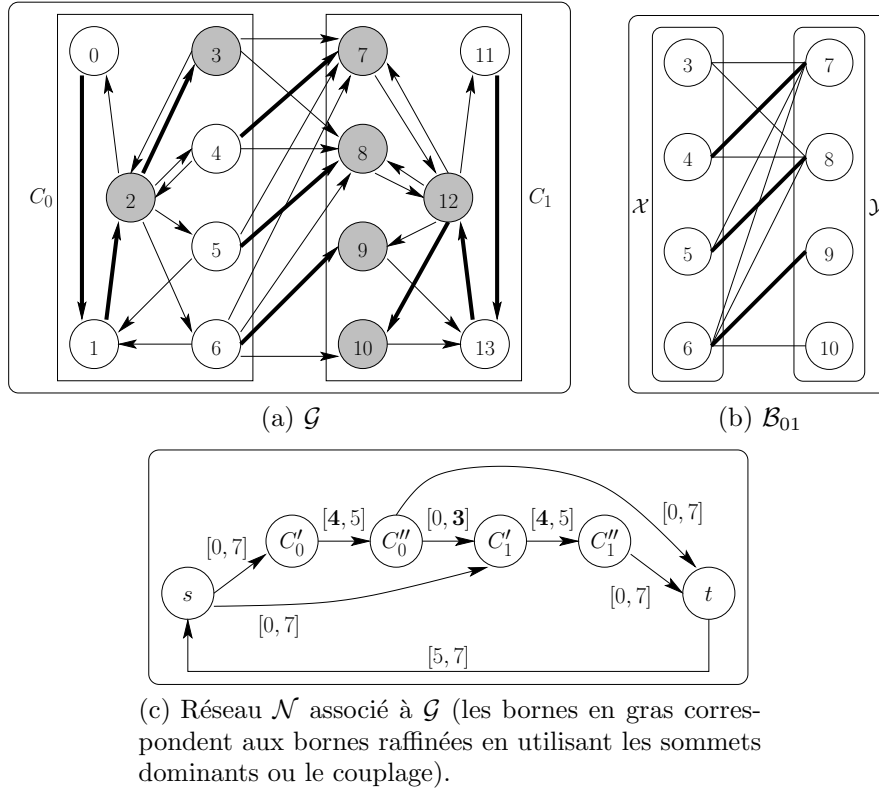 0 3 7 11
4 8
C₀ 2 12 C₁
5 9
1 6 10 13
(a) 𝒢
3 7
4 8
𝒳 𝒴
5 9
6 10
(b) ℬ₀₁
[0, 7] [4, 5] [0, 3] [4, 5] [0, 7]
C′₀ C″₀ C′₁ C″₁
s t
[0, 7] [0, 7]
[5, 7]
(c) Réseau 𝒩 associé à 𝒢 (les bornes en gras corres-
pondent aux bornes raffinées en utilisant les sommets
dominants ou le couplage).